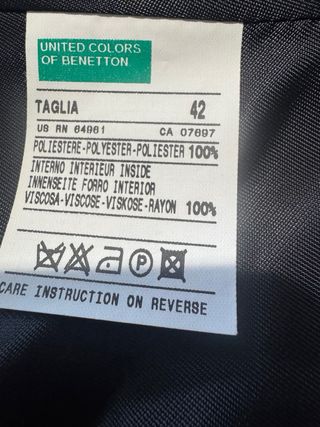 UNITED COLORS
OF BENETTON.
TAGLIA 42
US RN 64961 CA 07697
POLIESTERE-POLYESTER-POLIESTER 100%
INTERNO INTERIEUR INSIDE
INNENSEITE FORRO INTERIOR
VISCOSA-VISCOSE-VISKOSE-RAYON 100%
P
CARE INSTRUCTION ON REVERSE